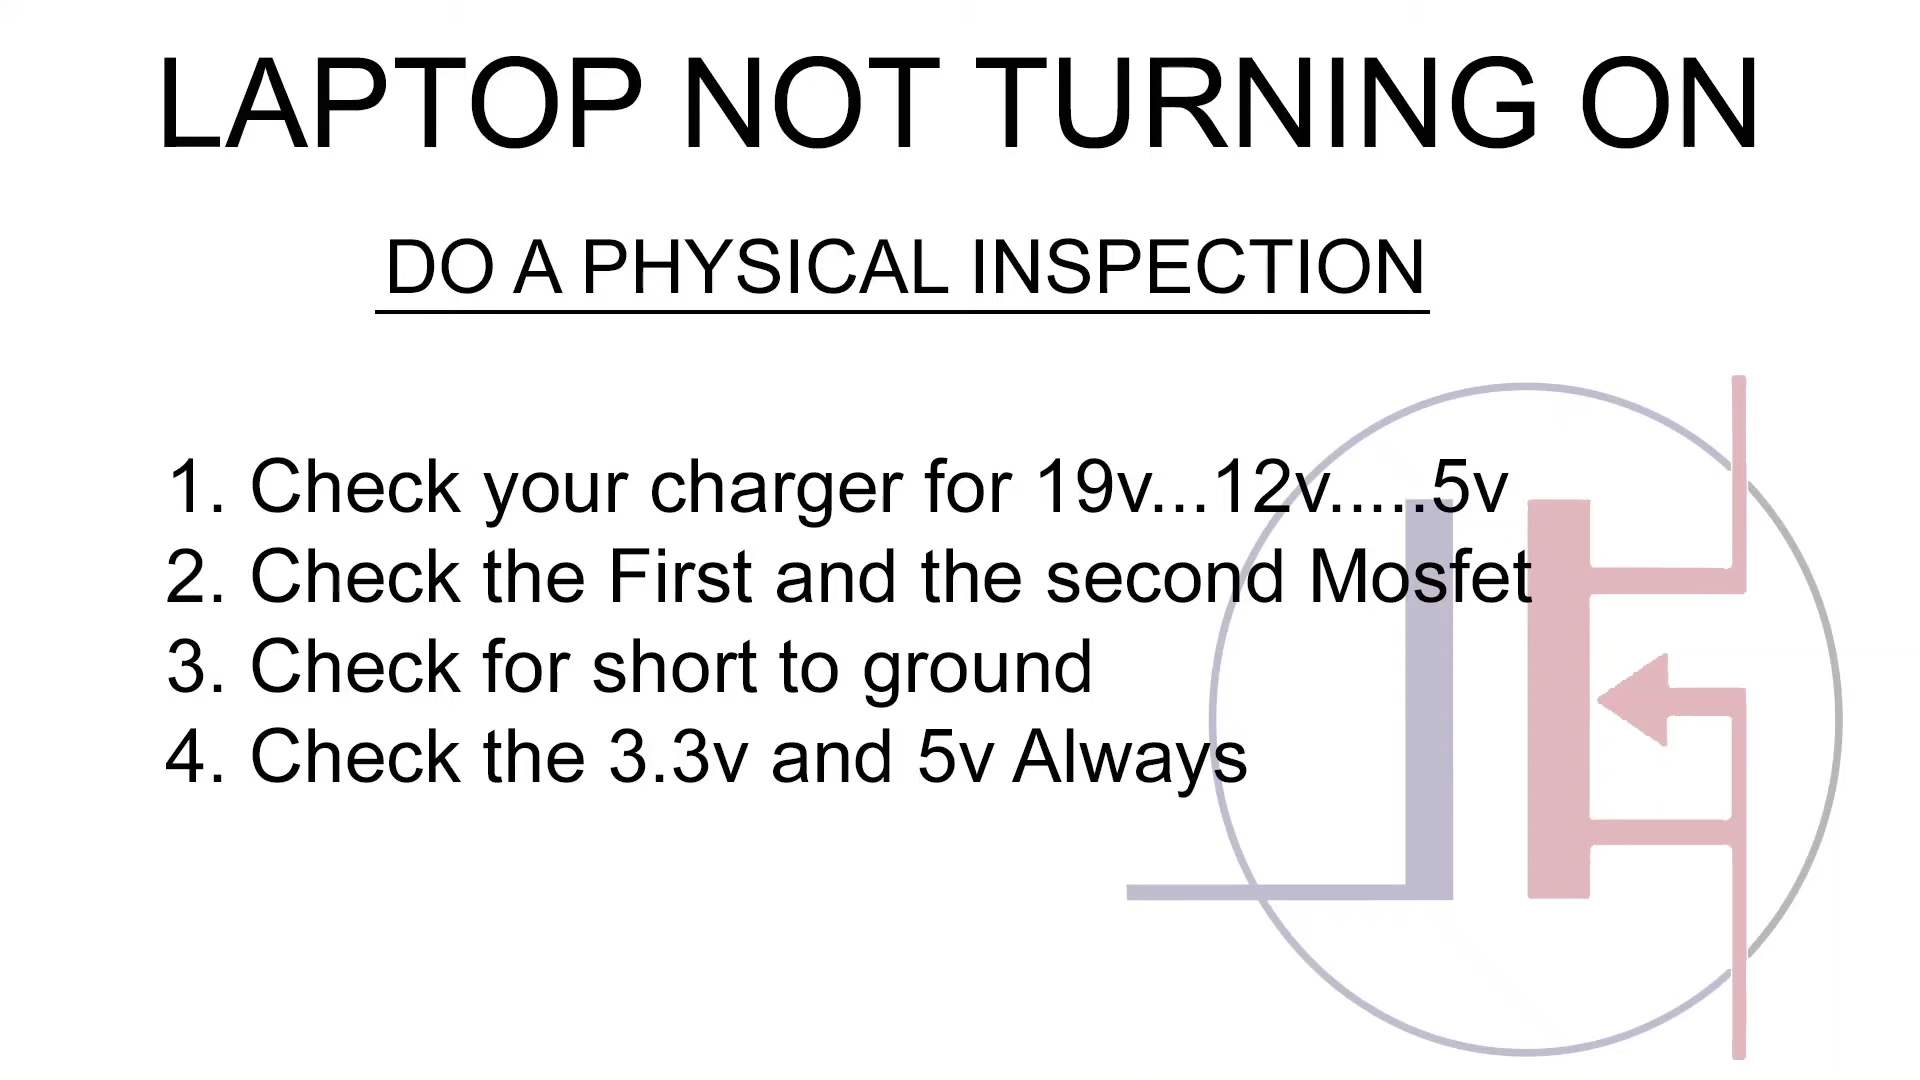 LAPTOP NOT TURNING ON
DO A PHYSICAL INSPECTION
1. Check your charger for 19v...12v.....5v
2. Check the First and the second Mosfet
3. Check for short to ground
4. Check the 3.3v and 5v Always